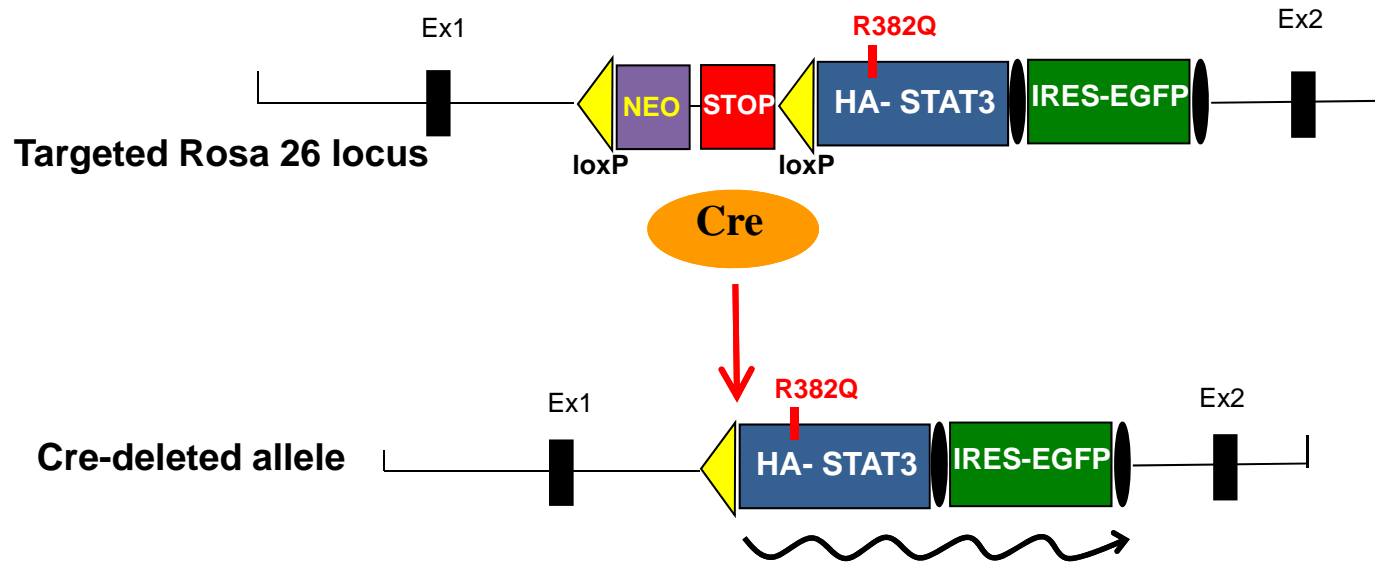 Ex1
R382Q
Ex2
NEO
STOP
HA- STAT3
IRES-EGFP
Targeted Rosa 26 locus
loxP
loxP
Cre
R382Q
Ex1
Ex2
Cre-deleted allele
HA- STAT3
IRES-EGFP